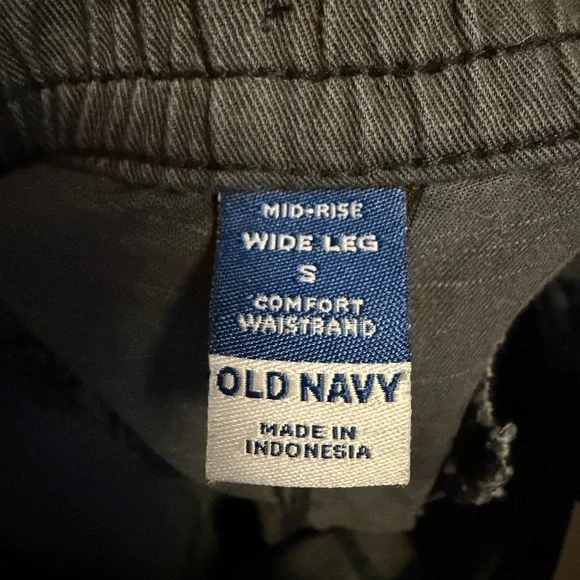 MID-RISE
WIDE LEG
S
COMFORT
WAISTBAND
OLD NAVY
MADE IN
INDONESIA